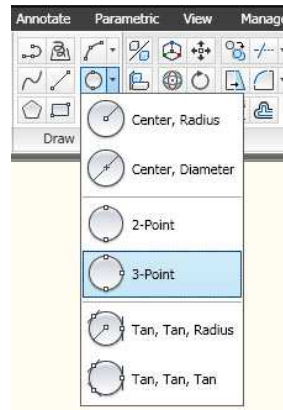 Annotate Parametric View Manage
Draw
Center, Radius
Center, Diameter
2-Point
3-Point
Tan, Tan, Radius
Tan, Tan, Tan